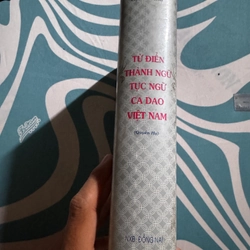 TỪ ĐIỂN
THÀNH NGỮ
TỤC NGỮ
CA DAO
VIỆT NAM
NXB. ĐỒNG NAI